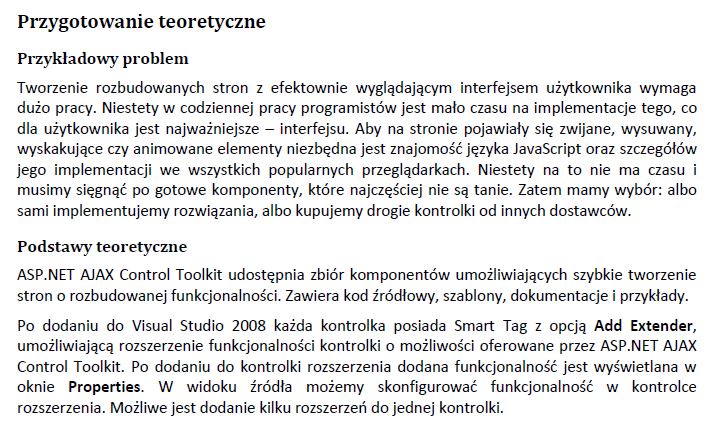 Przygotowanie teoretyczne
Przykładowy problem
Tworzenie rozbudowanych stron z efektownie wyglądającym interfejsem użytkownika wymaga
dużo pracy. Niestety w codziennej pracy programistów jest mało czasu na implementacje tego, co
dla użytkownika jest najważniejsze – interfejsu. Aby na stronie pojawiały się zwijane, wysuwany,
wyskakujące czy animowane elementy niezbędna jest znajomość języka JavaScript oraz szczegółów
jego implementacji we wszystkich popularnych przeglądarkach. Niestety na to nie ma czasu i
musimy sięgnąć po gotowe komponenty, które najczęściej nie są tanie. Zatem mamy wybór: albo
sami implementujemy rozwiązania, albo kupujemy drogie kontrolki od innych dostawców.
Podstawy teoretyczne
ASP.NET AJAX Control Toolkit udostępnia zbiór komponentów umożliwiających szybkie tworzenie
stron o rozbudowanej funkcjonalności. Zawiera kod źródłowy, szablony, dokumentacje i przykłady.
Po dodaniu do Visual Studio 2008 każda kontrolka posiada Smart Tag z opcją Add Extender,
umożliwiającą rozszerzenie funkcjonalności kontrolki o możliwości oferowane przez ASP.NET AJAX
Control Toolkit. Po dodaniu do kontrolki rozszerzenia dodana funkcjonalność jest wyświetlana w
oknie Properties. W widoku źródła możemy skonfigurować funkcjonalność w kontrolce
rozszerzenia. Możliwe jest dodanie kilku rozszerzeń do jednej kontrolki.